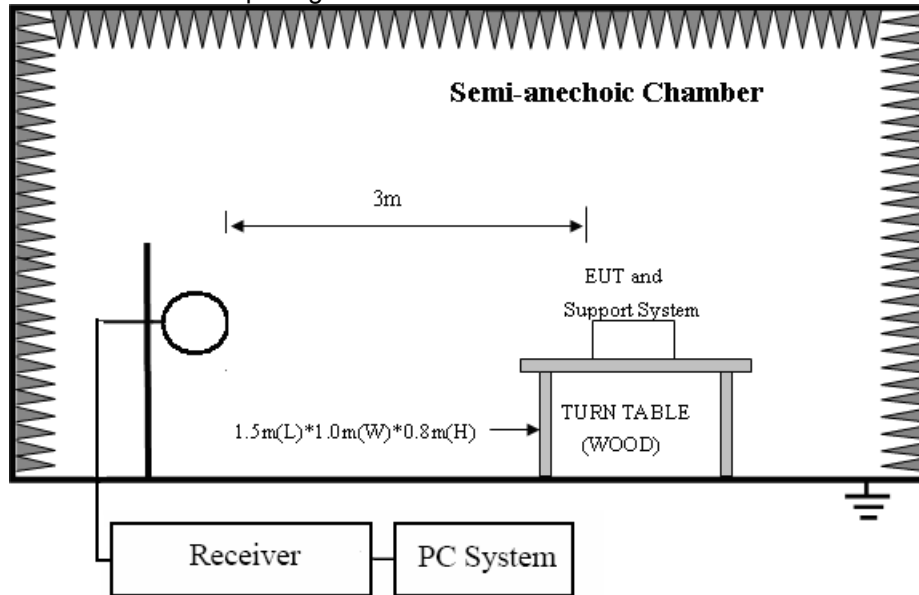 Semi-anechoic Chamber
3m
EUT and
Support System
1.5m(L)*1.0m(W)*0.8m(H)
TURN TABLE
(WOOD)
Receiver
PC System